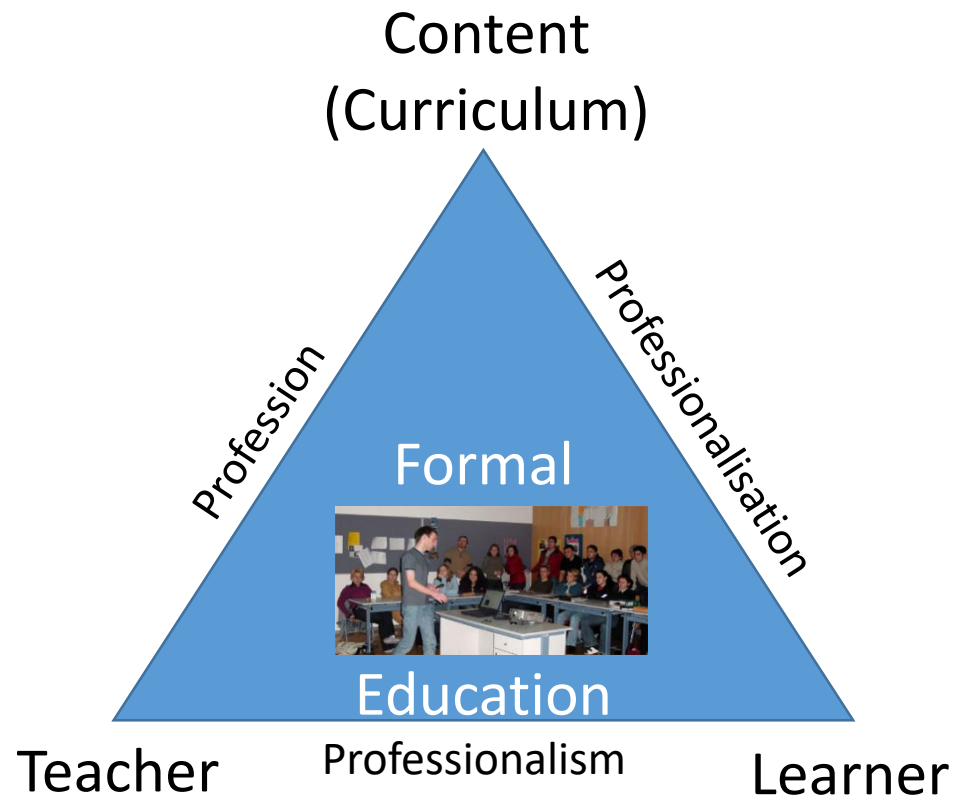 Content
(Curriculum)
Profession
Professionalisation
Formal
Education
Teacher
Professionalism
Learner